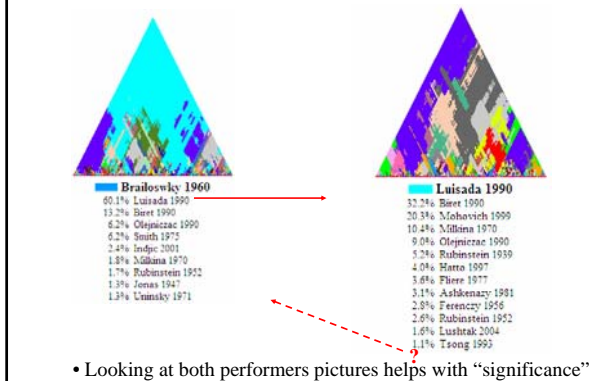 Brailoswky 1960
60.1% Luisada 1990
13.2% Biret 1990
6.2% Olejniczac 1990
6.2% Smith 1975
2.4% Indjic 2001
1.8% Milkina 1970
1.7% Rubinstein 1952
1.3% Jonas 1947
1.3% Uninsky 1971
Luisada 1990
32.2% Biret 1990
20.3% Mohovich 1999
10.4% Milkina 1970
9.0% Olejniczac 1990
5.2% Rubinstein 1939
4.0% Hatto 1997
3.6% Fliere 1977
3.1% Ashkenazy 1981
2.8% Ferenczy 1956
2.6% Rubinstein 1952
1.6% Lushtak 2004
1.1% Tsong 1993
?
• Looking at both performers pictures helps with “significance”